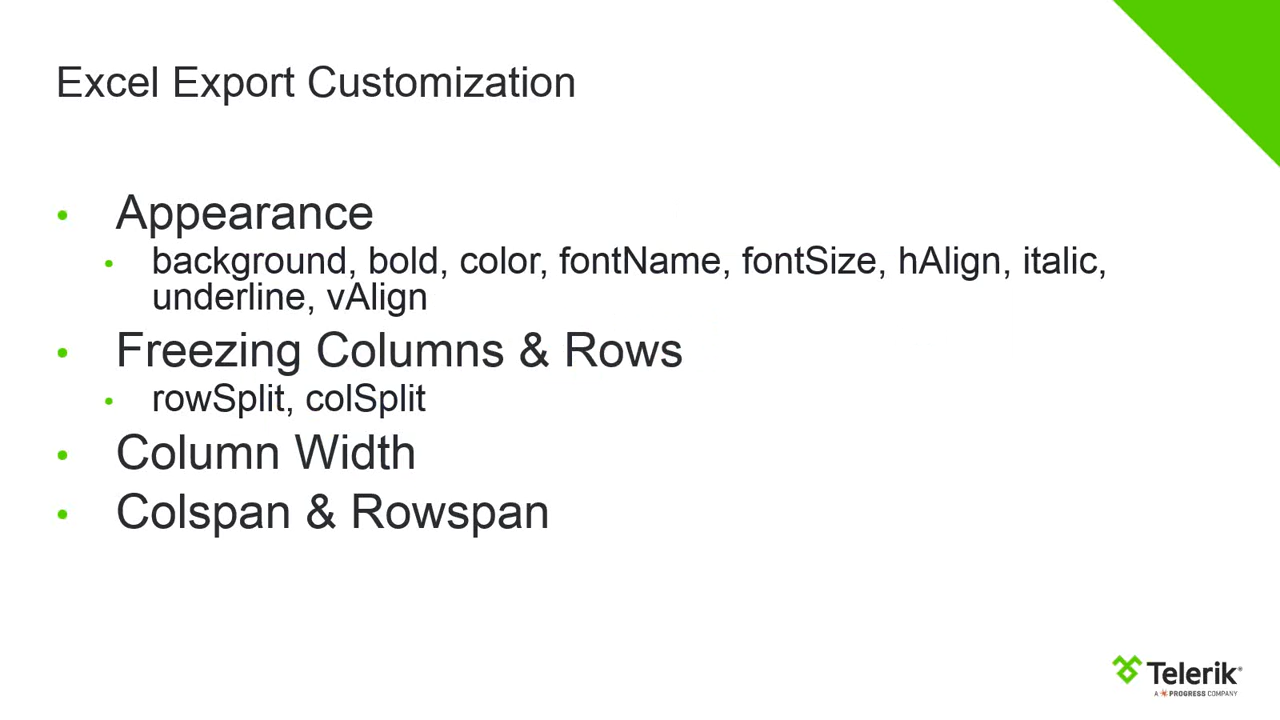 Excel Export Customization
• Appearance
• background, bold, color, fontName, fontSize, hAlign, italic,
underline, vAlign
• Freezing Columns & Rows
• rowSplit, colSplit
• Column Width
• Colspan & Rowspan
Telerik
A PROGRESS COMPANY